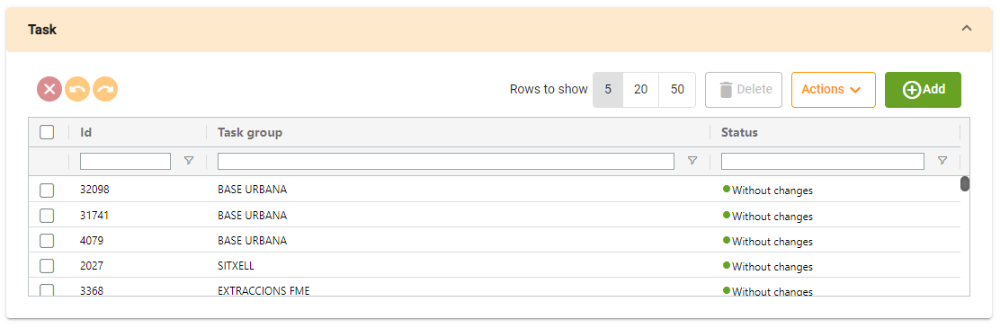 Task
Rows to show 5 20 50 Delete Actions Add
Id Task group Status
32098 BASE URBANA Without changes
31741 BASE URBANA Without changes
4079 BASE URBANA Without changes
2027 SITXELL Without changes
3368 EXTRACCIONS FME Without changes